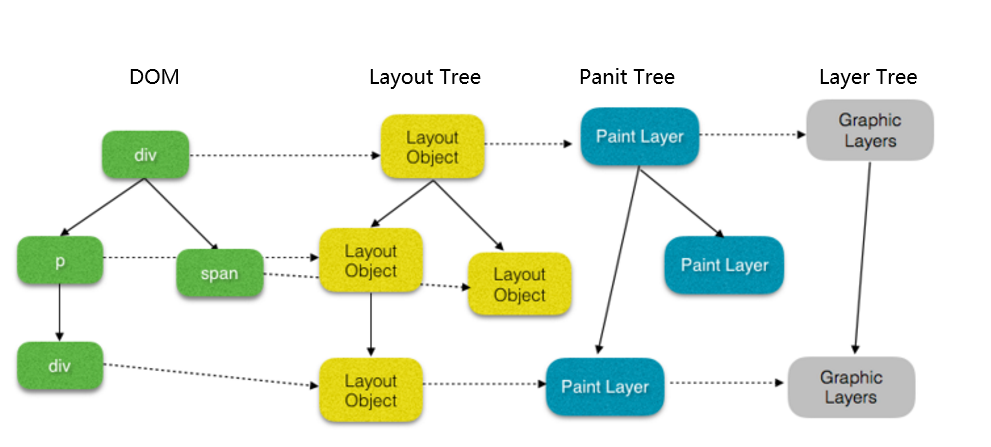 DOM
Layout Tree
Panit Tree
Layer Tree
div
Layout
Object
Paint Layer
Graphic
Layers
p
span
Layout
Object
Layout
Object
Paint Layer
div
Layout
Object
Paint Layer
Graphic
Layers